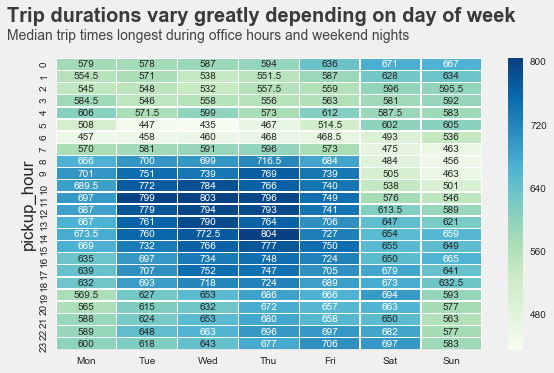 Trip durations vary greatly depending on day of week
Median trip times longest during office hours and weekend nights
pickup_hour
0 579 578 587 594 636 671 667
1 554.5 571 538 551.5 587 628 634
2 545 548 532 557.5 559 596 595.5
3 584.5 546 558 556 563 581 592
4 606 571.5 599 573 612 587.5 583
5 508 447 435 467 514.5 602 605
6 457 458 460 468 468.5 493 536
7 570 581 591 596 573 475 463
8 666 700 699 716.5 684 484 456
9 701 751 739 769 739 505 463
10 689.5 772 784 766 740 538 501
11 697 799 803 796 749 576 546
12 687 779 794 793 741 613.5 589
13 667 761 790 764 706 647 621
14 673.5 760 772.5 804 727 654 659
15 669 732 766 777 750 655 649
16 635 697 734 748 724 650 665
17 639 707 752 747 705 679 641
18 632 693 718 724 689 673 632.5
19 569.5 627 653 686 666 694 593
20 565 615 632 672 657 663 577
21 588 624 653 680 658 650 563
22 589 648 663 696 697 682 577
23 600 618 643 677 706 697 583
Mon Tue Wed Thu Fri Sat Sun
800
720
640
560
480